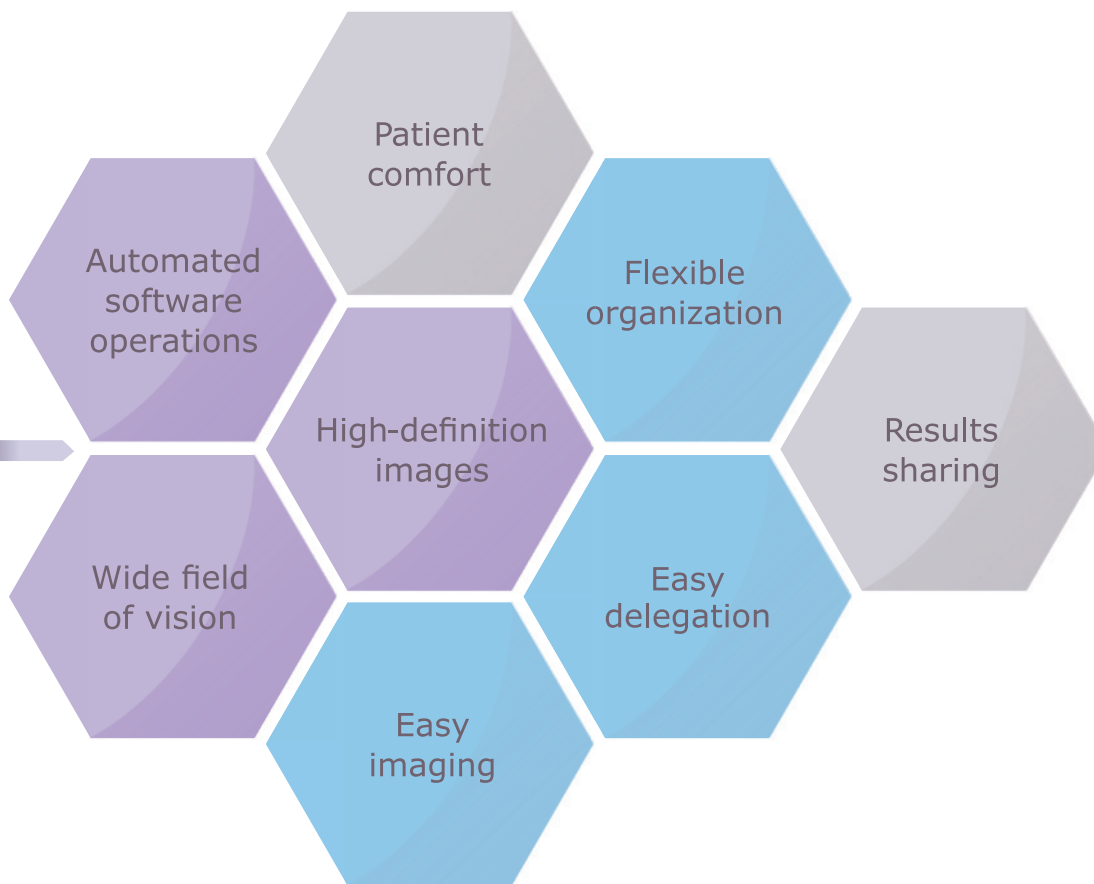 Patient
comfort
Automated
software
operations
Flexible
organization
High-definition
images
Results
sharing
Wide field
of vision
Easy
delegation
Easy
imaging